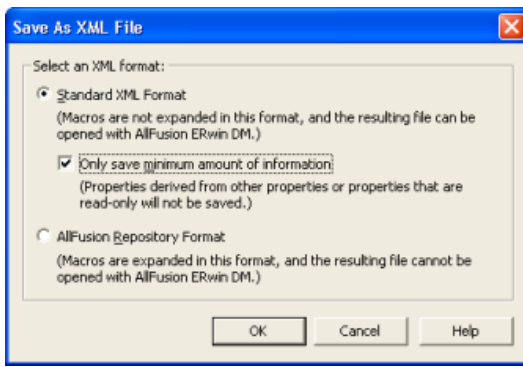 Save As XML File
Select an XML format:
Standard XML Format
(Macros are not expanded in this format, and the resulting file can be
opened with AllFusion ERwin DM.)
Only save minimum amount of information
(Properties derived from other properties or properties that are
read-only will not be saved.)
AllFusion Repository Format
(Macros are expanded in this format, and the resulting file cannot be
opened with AllFusion ERwin DM.)
OK Cancel Help